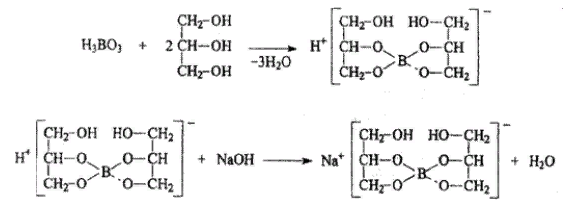 CH₂-OH HO-CH₂ −
CH₂-OH
H₃BO₃ + 2 CH-OH −3H₂O H⁺ CH-O B O-CH
CH₂-OH
CH₂-O O-CH₂
CH₂-OH HO-CH₂ − CH₂-OH HO-CH₂ −
H⁺ CH-O B O-CH + NaOH Na⁺ CH-O B O-CH + H₂O
CH₂-O O-CH₂ CH₂-O O-CH₂